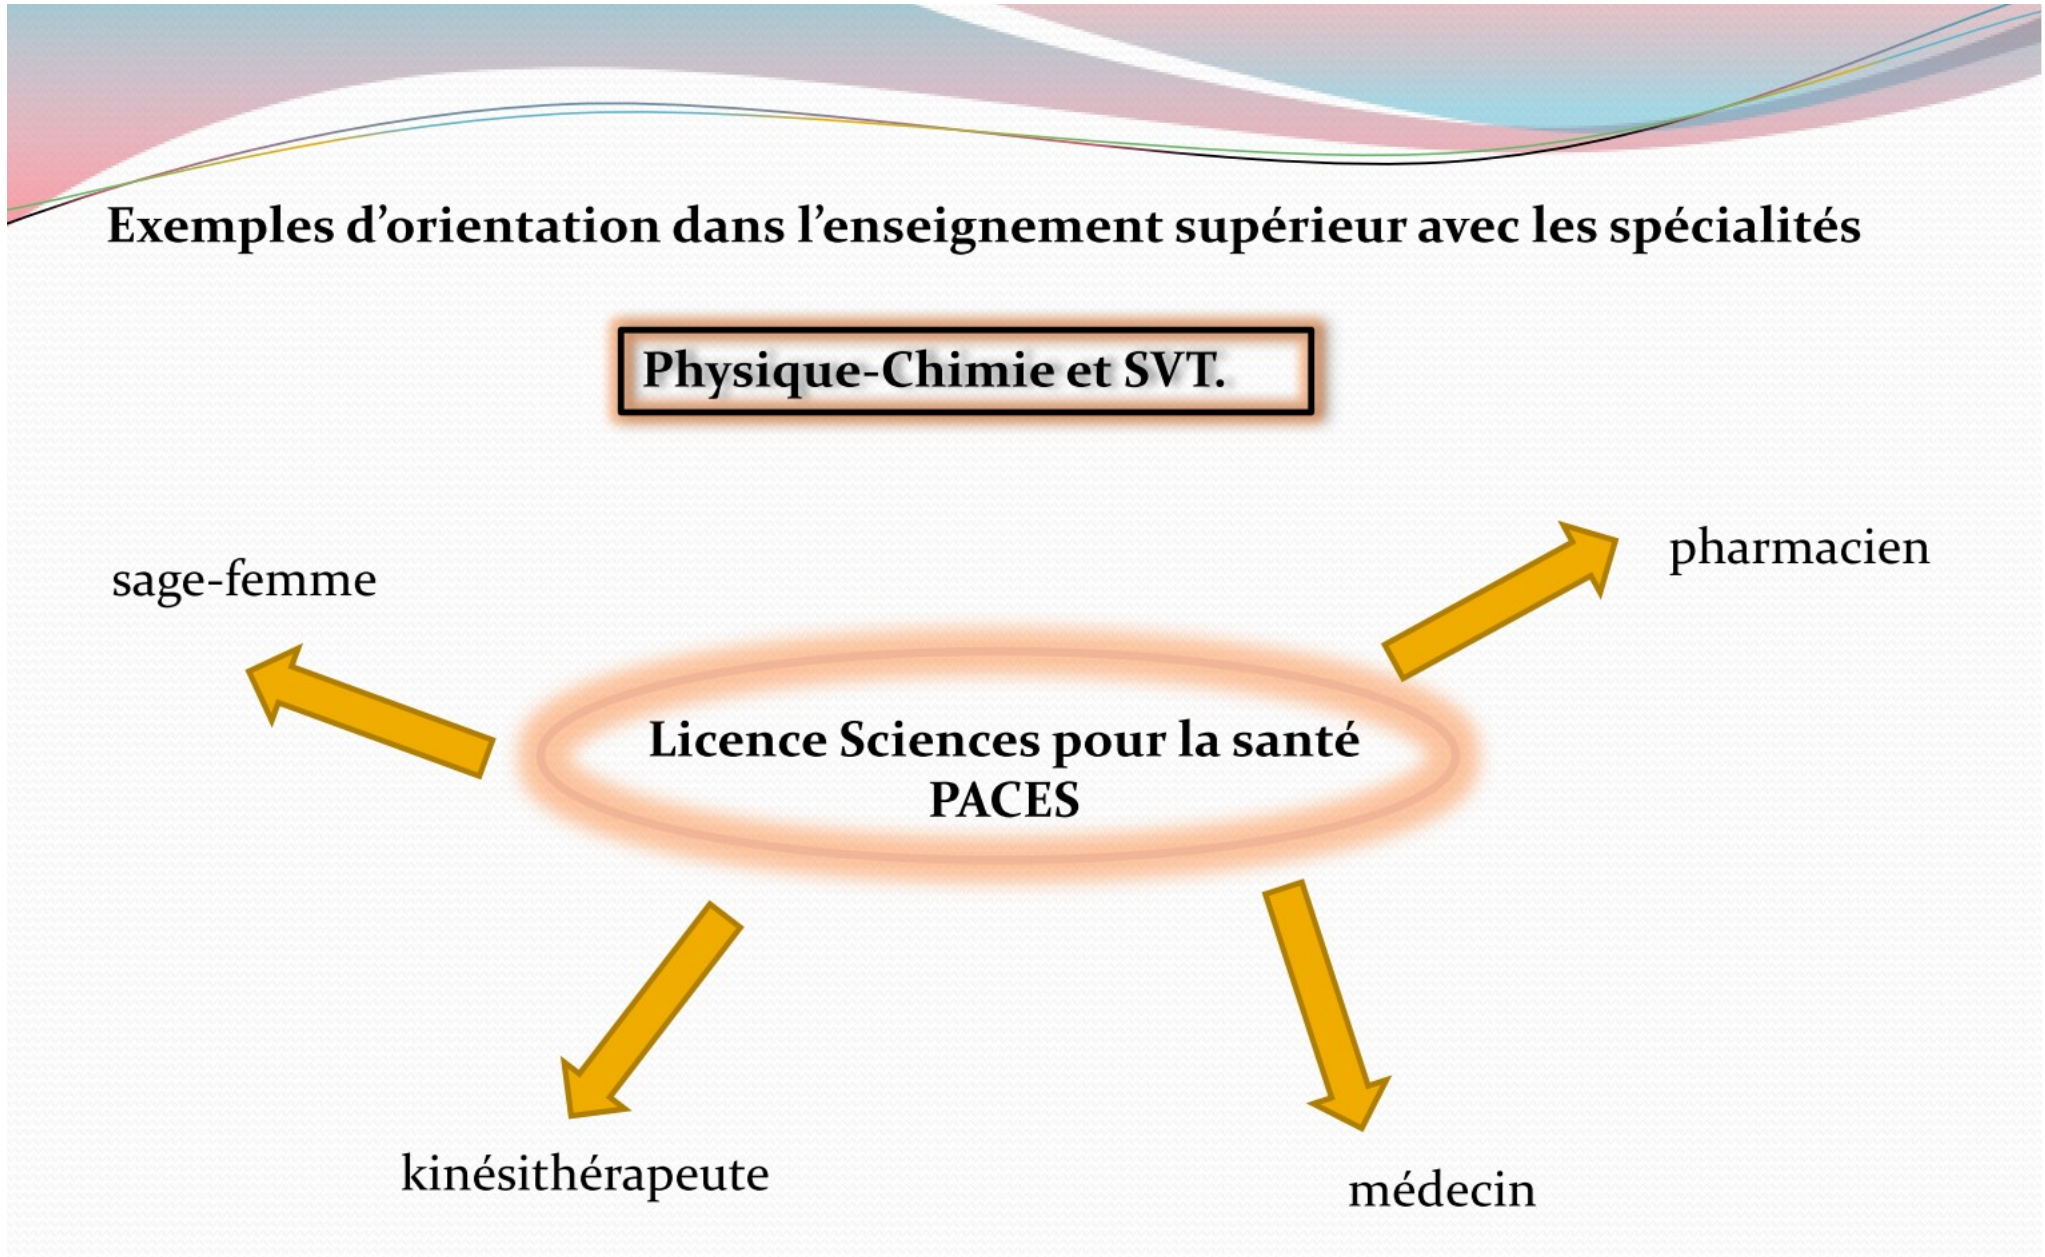 Exemples d’orientation dans l’enseignement supérieur avec les spécialités
Physique-Chimie et SVT.
pharmacien
sage-femme
Licence Sciences pour la santé
PACES
kinésithérapeute
médecin